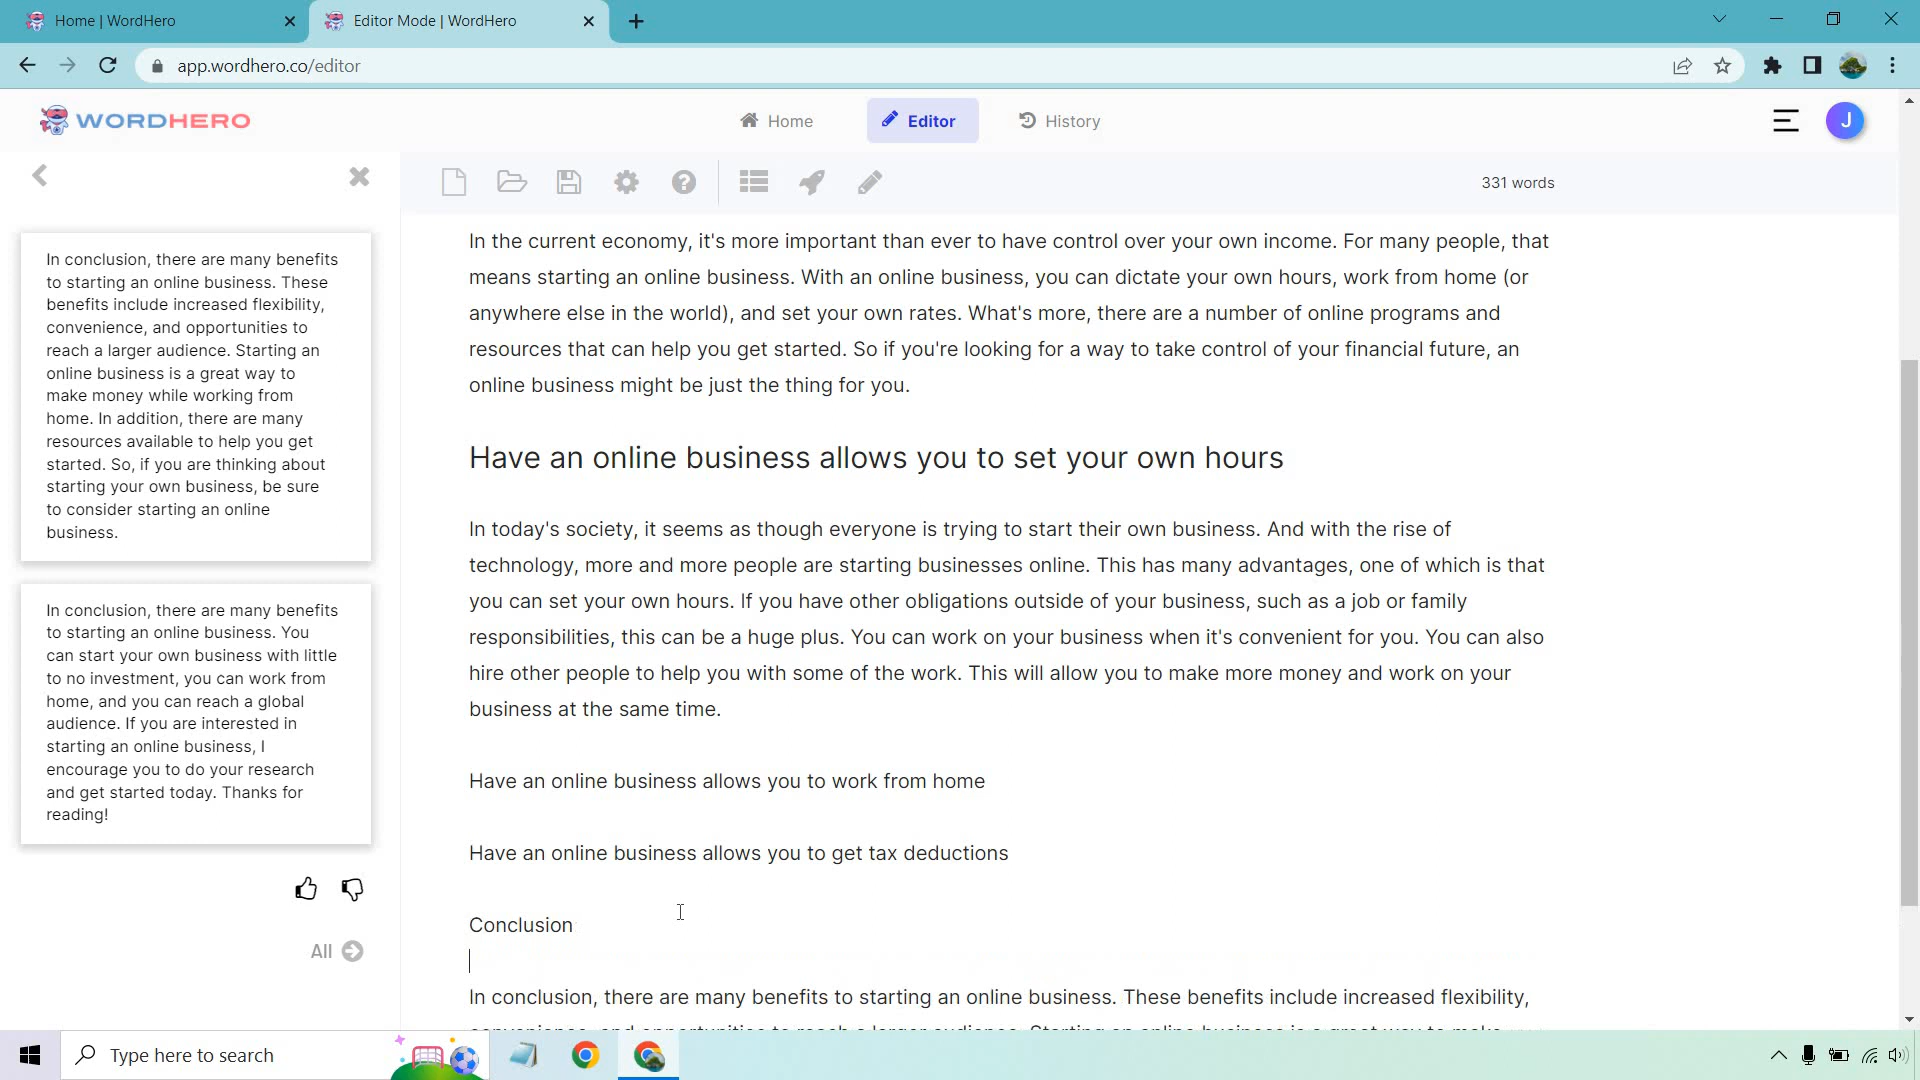 Home | WordHero
Editor Mode | WordHero
app.wordhero.co/editor
WORDHERO
Home
Editor
History
J
331 words
In conclusion, there are many benefits
to starting an online business. These
benefits include increased flexibility,
convenience, and opportunities to
reach a larger audience. Starting an
online business is a great way to
make money while working from
home. In addition, there are many
resources available to help you get
started. So, if you are thinking about
starting your own business, be sure
to consider starting an online
business.
In conclusion, there are many benefits
to starting an online business. You
can start your own business with little
to no investment, you can work from
home, and you can reach a global
audience. If you are interested in
starting an online business, I
encourage you to do your research
and get started today. Thanks for
reading!
All
In the current economy, it's more important than ever to have control over your own income. For many people, that
means starting an online business. With an online business, you can dictate your own hours, work from home (or
anywhere else in the world), and set your own rates. What's more, there are a number of online programs and
resources that can help you get started. So if you're looking for a way to take control of your financial future, an
online business might be just the thing for you.
Have an online business allows you to set your own hours
In today's society, it seems as though everyone is trying to start their own business. And with the rise of
technology, more and more people are starting businesses online. This has many advantages, one of which is that
you can set your own hours. If you have other obligations outside of your business, such as a job or family
responsibilities, this can be a huge plus. You can work on your business when it's convenient for you. You can also
hire other people to help you with some of the work. This will allow you to make more money and work on your
business at the same time.
Have an online business allows you to work from home
Have an online business allows you to get tax deductions
Conclusion
In conclusion, there are many benefits to starting an online business. These benefits include increased flexibility,
Type here to search